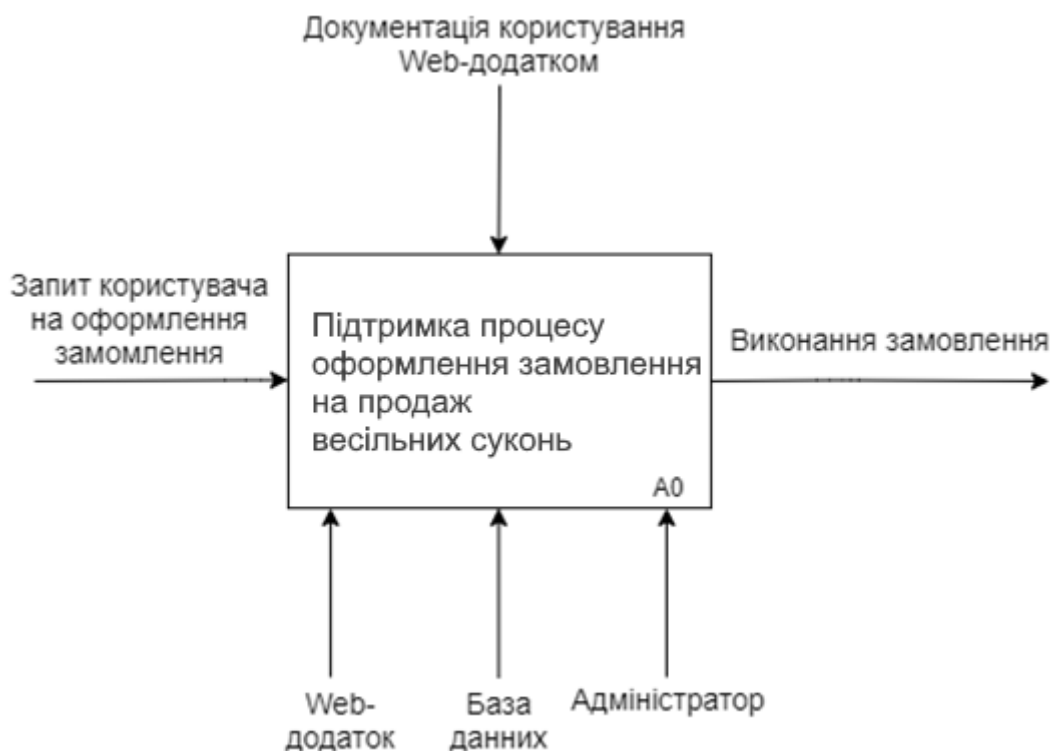 Документація користування
Web-додатком
Запит користувача
на оформлення
замомлення
Підтримка процесу
оформлення замовлення
на продаж
весільних суконь
A0
Виконання замовлення
Web-
додаток
База
данних
Адміністратор